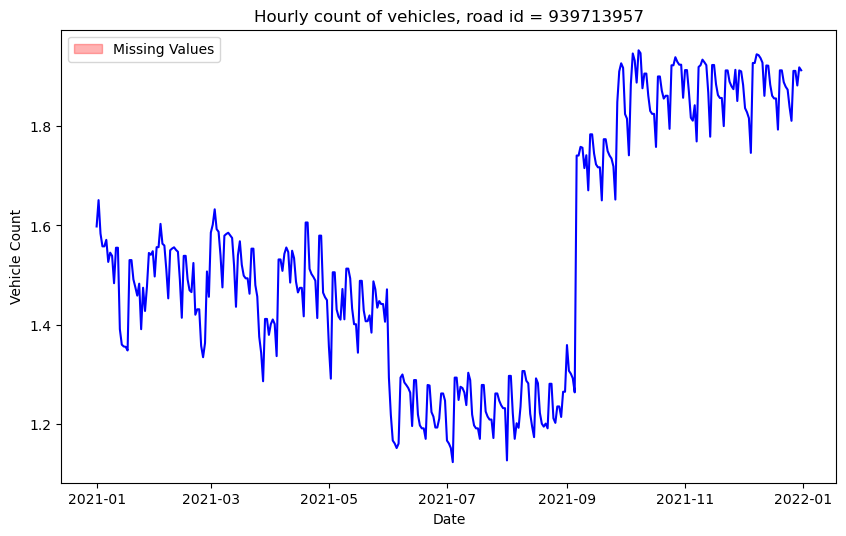 Hourly count of vehicles, road id = 939713957
Missing Values
Vehicle Count
1.8
1.6
1.4
1.2
2021-01 2021-03 2021-05 2021-07 2021-09 2021-11 2022-01
Date